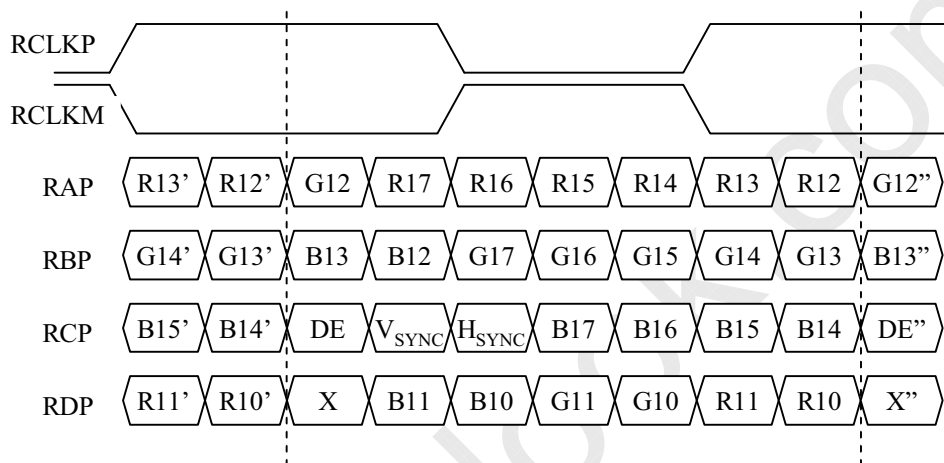 RCLKP
RCLKM
RAP R13’ R12’ G12 R17 R16 R15 R14 R13 R12 G12”
RBP G14’ G13’ B13 B12 G17 G16 G15 G14 G13 B13”
RCP B15’ B14’ DE VSYNC HSYNC B17 B16 B15 B14 DE”
RDP R11’ R10’ X B11 B10 G11 G10 R11 R10 X”